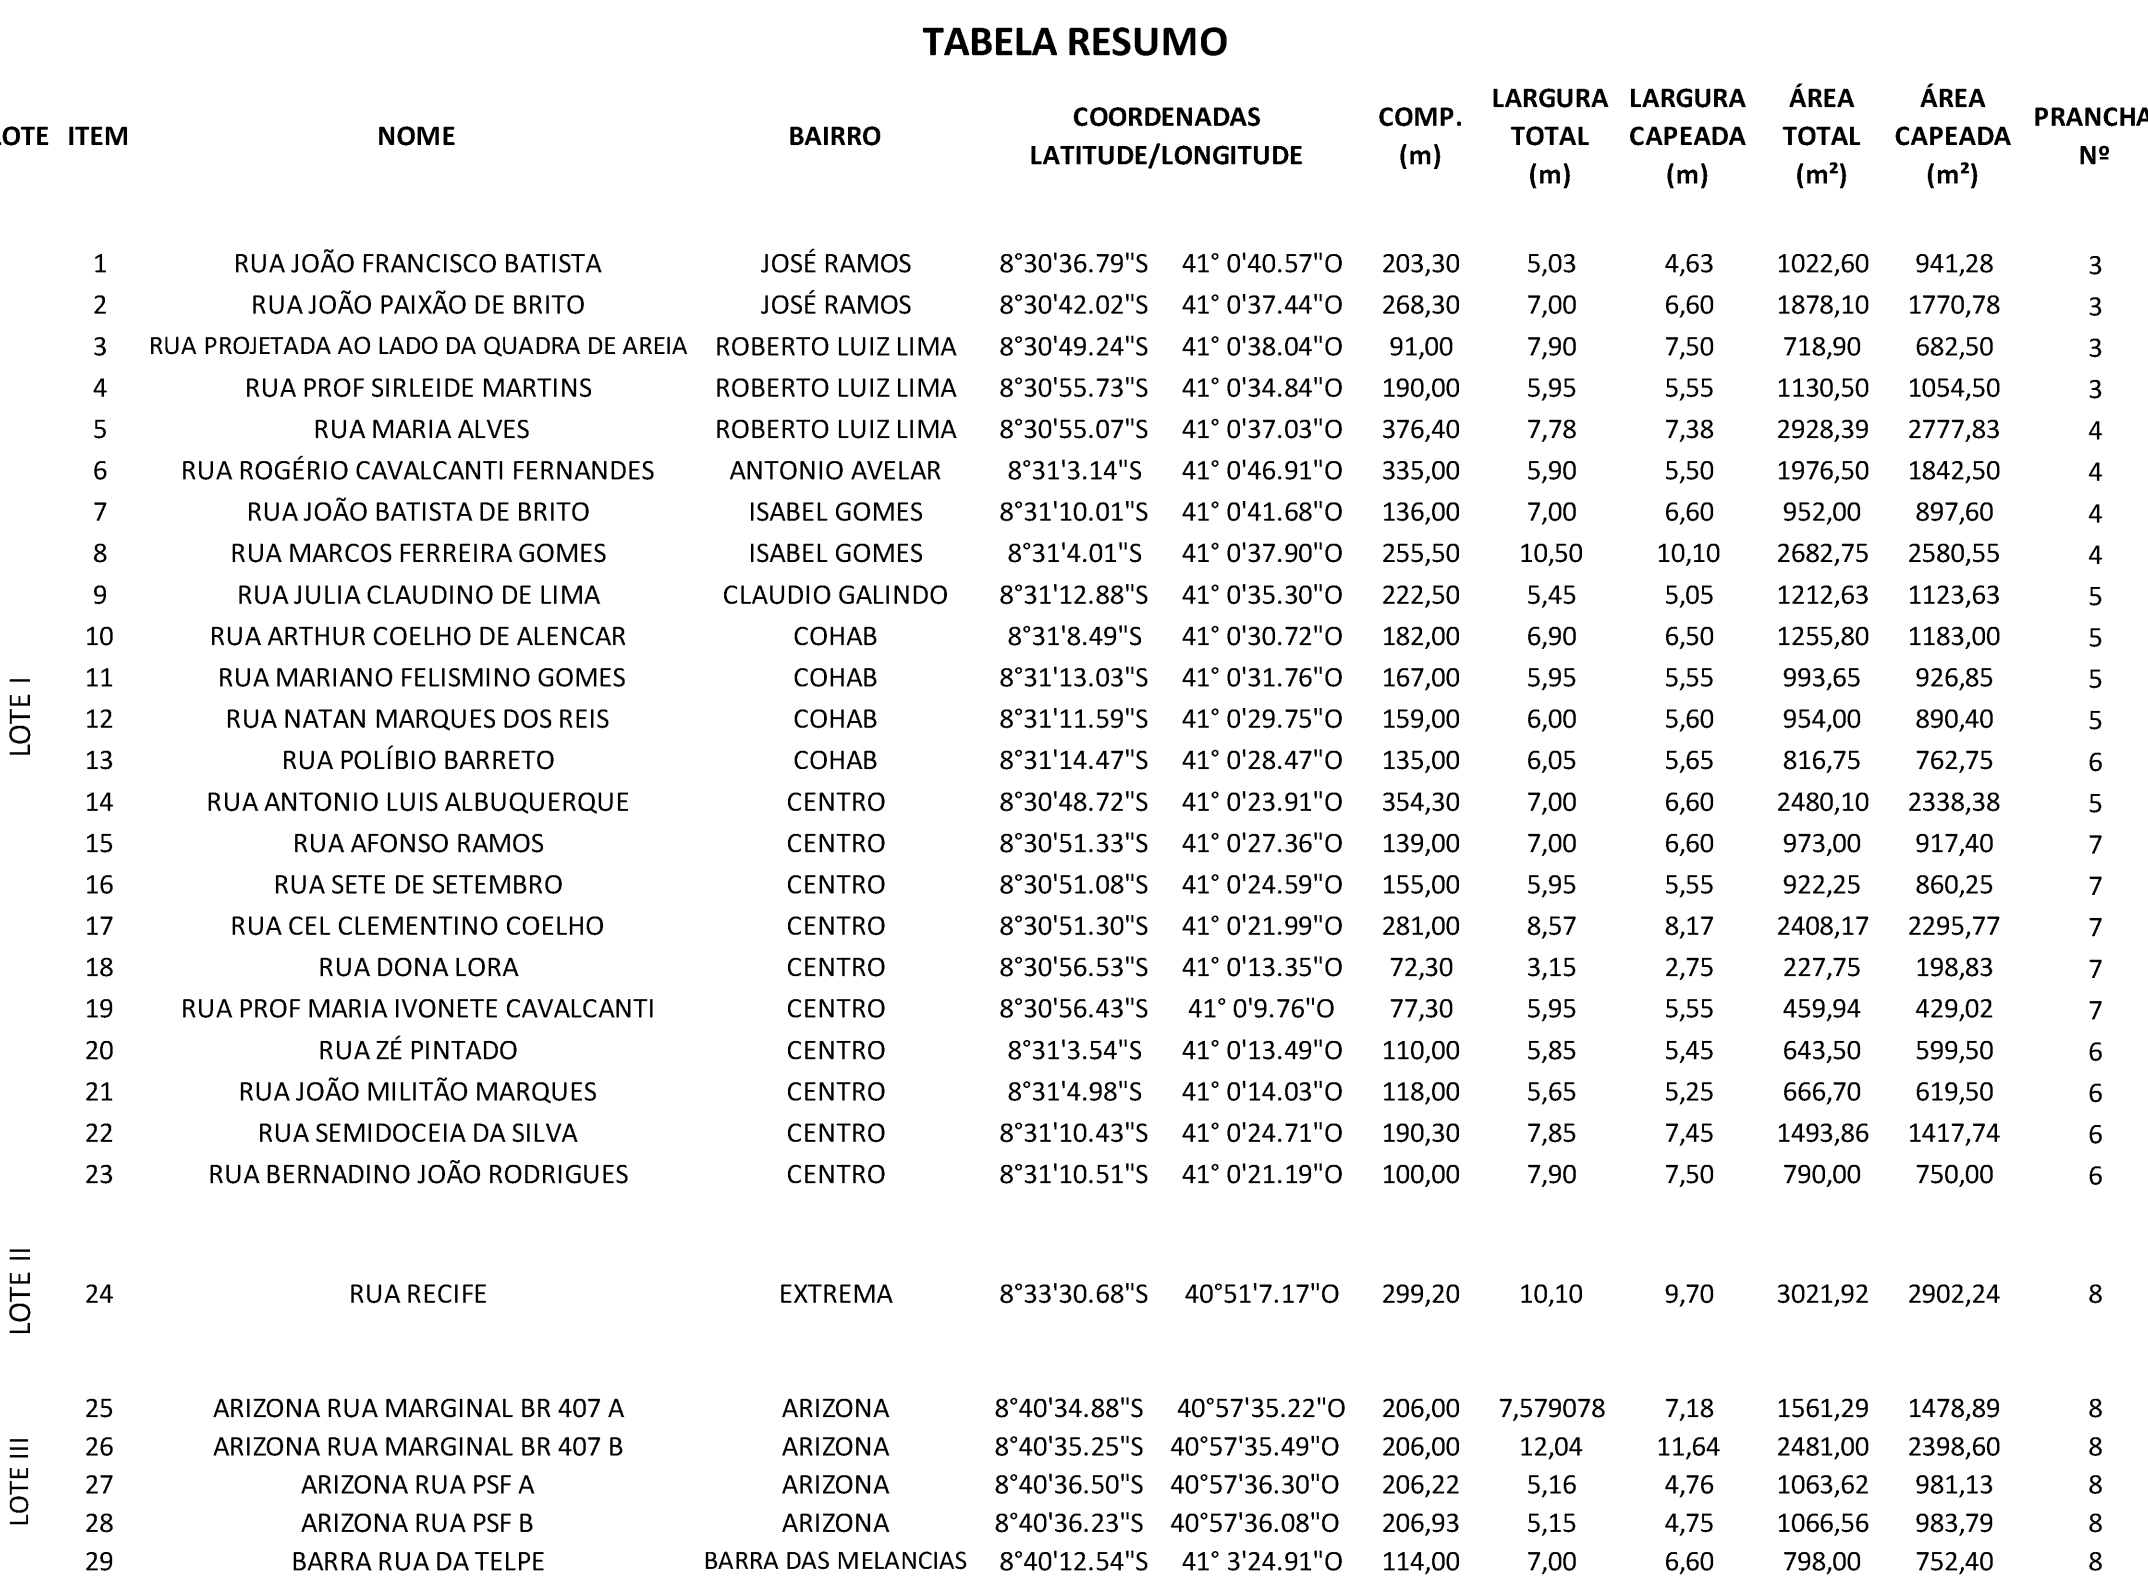 TABELA RESUMO
LOTE ITEM NOME BAIRRO COORDENADAS LATITUDE/LONGITUDE COMP. (m) LARGURA TOTAL (m) LARGURA CAPEADA (m) ÁREA TOTAL (m²) ÁREA CAPEADA (m²) PRANCHA Nº
LOTE I
1 RUA JOÃO FRANCISCO BATISTA JOSÉ RAMOS 8°30'36.79"S 41° 0'40.57"O 203,30 5,03 4,63 1022,60 941,28 3
2 RUA JOÃO PAIXÃO DE BRITO JOSÉ RAMOS 8°30'42.02"S 41° 0'37.44"O 268,30 7,00 6,60 1878,10 1770,78 3
3 RUA PROJETADA AO LADO DA QUADRA DE AREIA ROBERTO LUIZ LIMA 8°30'49.24"S 41° 0'38.04"O 91,00 7,90 7,50 718,90 682,50 3
4 RUA PROF SIRLEIDE MARTINS ROBERTO LUIZ LIMA 8°30'55.73"S 41° 0'34.84"O 190,00 5,95 5,55 1130,50 1054,50 3
5 RUA MARIA ALVES ROBERTO LUIZ LIMA 8°30'55.07"S 41° 0'37.03"O 376,40 7,78 7,38 2928,39 2777,83 4
6 RUA ROGÉRIO CAVALCANTI FERNANDES ANTONIO AVELAR 8°31'3.14"S 41° 0'46.91"O 335,00 5,90 5,50 1976,50 1842,50 4
7 RUA JOÃO BATISTA DE BRITO ISABEL GOMES 8°31'10.01"S 41° 0'41.68"O 136,00 7,00 6,60 952,00 897,60 4
8 RUA MARCOS FERREIRA GOMES ISABEL GOMES 8°31'4.01"S 41° 0'37.90"O 255,50 10,50 10,10 2682,75 2580,55 4
9 RUA JULIA CLAUDINO DE LIMA CLAUDIO GALINDO 8°31'12.88"S 41° 0'35.30"O 222,50 5,45 5,05 1212,63 1123,63 5
10 RUA ARTHUR COELHO DE ALENCAR COHAB 8°31'8.49"S 41° 0'30.72"O 182,00 6,90 6,50 1255,80 1183,00 5
11 RUA MARIANO FELISMINO GOMES COHAB 8°31'13.03"S 41° 0'31.76"O 167,00 5,95 5,55 993,65 926,85 5
12 RUA NATAN MARQUES DOS REIS COHAB 8°31'11.59"S 41° 0'29.75"O 159,00 6,00 5,60 954,00 890,40 5
13 RUA POLÍBIO BARRETO COHAB 8°31'14.47"S 41° 0'28.47"O 135,00 6,05 5,65 816,75 762,75 6
14 RUA ANTONIO LUIS ALBUQUERQUE CENTRO 8°30'48.72"S 41° 0'23.91"O 354,30 7,00 6,60 2480,10 2338,38 5
15 RUA AFONSO RAMOS CENTRO 8°30'51.33"S 41° 0'27.36"O 139,00 7,00 6,60 973,00 917,40 7
16 RUA SETE DE SETEMBRO CENTRO 8°30'51.08"S 41° 0'24.59"O 155,00 5,95 5,55 922,25 860,25 7
17 RUA CEL CLEMENTINO COELHO CENTRO 8°30'51.30"S 41° 0'21.99"O 281,00 8,57 8,17 2408,17 2295,77 7
18 RUA DONA LORA CENTRO 8°30'56.53"S 41° 0'13.35"O 72,30 3,15 2,75 227,75 198,83 7
19 RUA PROF MARIA IVONETE CAVALCANTI CENTRO 8°30'56.43"S 41° 0'9.76"O 77,30 5,95 5,55 459,94 429,02 7
20 RUA ZÉ PINTADO CENTRO 8°31'3.54"S 41° 0'13.49"O 110,00 5,85 5,45 643,50 599,50 6
21 RUA JOÃO MILITÃO MARQUES CENTRO 8°31'4.98"S 41° 0'14.03"O 118,00 5,65 5,25 666,70 619,50 6
22 RUA SEMIDOCEIA DA SILVA CENTRO 8°31'10.43"S 41° 0'24.71"O 190,30 7,85 7,45 1493,86 1417,74 6
23 RUA BERNADINO JOÃO RODRIGUES CENTRO 8°31'10.51"S 41° 0'21.19"O 100,00 7,90 7,50 790,00 750,00 6
LOTE II
24 RUA RECIFE EXTREMA 8°33'30.68"S 40°51'7.17"O 299,20 10,10 9,70 3021,92 2902,24 8
LOTE III
25 ARIZONA RUA MARGINAL BR 407 A ARIZONA 8°40'34.88"S 40°57'35.22"O 206,00 7,579078 7,18 1561,29 1478,89 8
26 ARIZONA RUA MARGINAL BR 407 B ARIZONA 8°40'35.25"S 40°57'35.49"O 206,00 12,04 11,64 2481,00 2398,60 8
27 ARIZONA RUA PSF A ARIZONA 8°40'36.50"S 40°57'36.30"O 206,22 5,16 4,76 1063,62 981,13 8
28 ARIZONA RUA PSF B ARIZONA 8°40'36.23"S 40°57'36.08"O 206,93 5,15 4,75 1066,56 983,79 8
29 BARRA RUA DA TELPE BARRA DAS MELANCIAS 8°40'12.54"S 41° 3'24.91"O 114,00 7,00 6,60 798,00 752,40 8